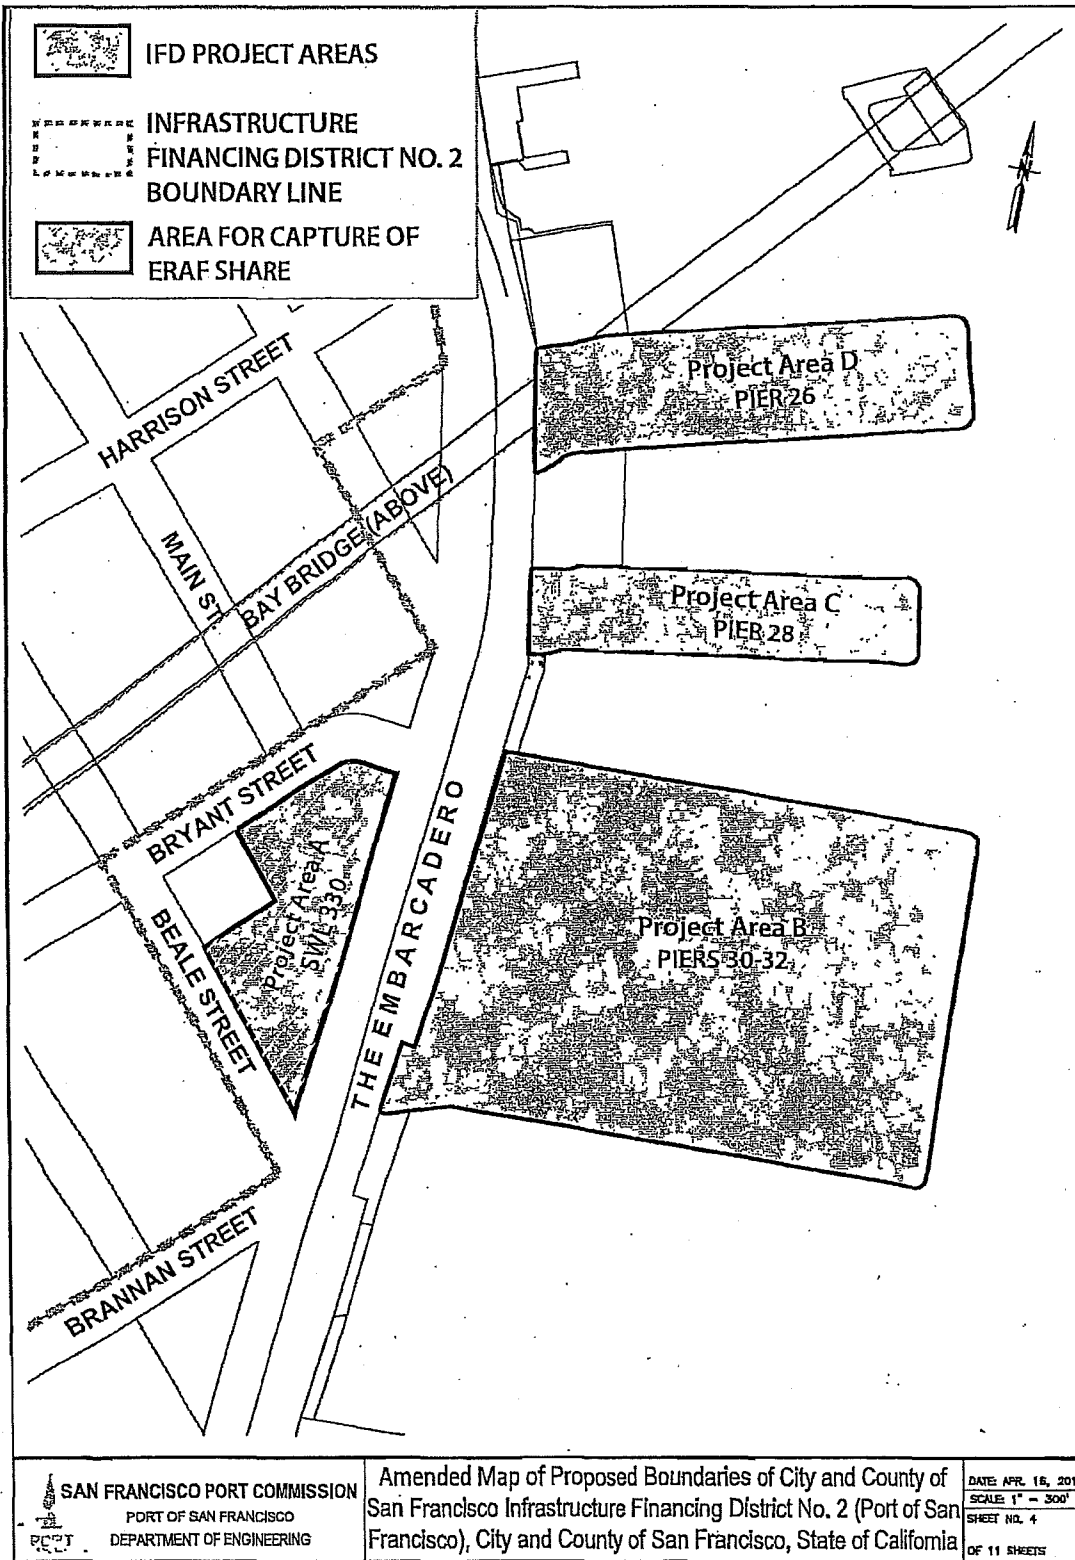 IFD PROJECT AREAS
INFRASTRUCTURE
FINANCING DISTRICT NO. 2
BOUNDARY LINE
AREA FOR CAPTURE OF
ERAF SHARE
N
HARRISON STREET
MAIN ST.
BAY BRIDGE (ABOVE)
Project Area D
PIER 26
Project Area C
PIER 28
BRYANT STREET
Project Area A
SWL 330
BEALE STREET
THE EMBARCADERO
Project Area B
PIERS 30-32
BRANNAN STREET
SAN FRANCISCO PORT COMMISSION
PORT OF SAN FRANCISCO
DEPARTMENT OF ENGINEERING
PORT
Amended Map of Proposed Boundaries of City and County of
San Francisco Infrastructure Financing District No. 2 (Port of San
Francisco), City and County of San Francisco, State of California
DATE: APR. 16, 201
SCALE: 1" = 300'
SHEET NO. 4
OF 11 SHEETS